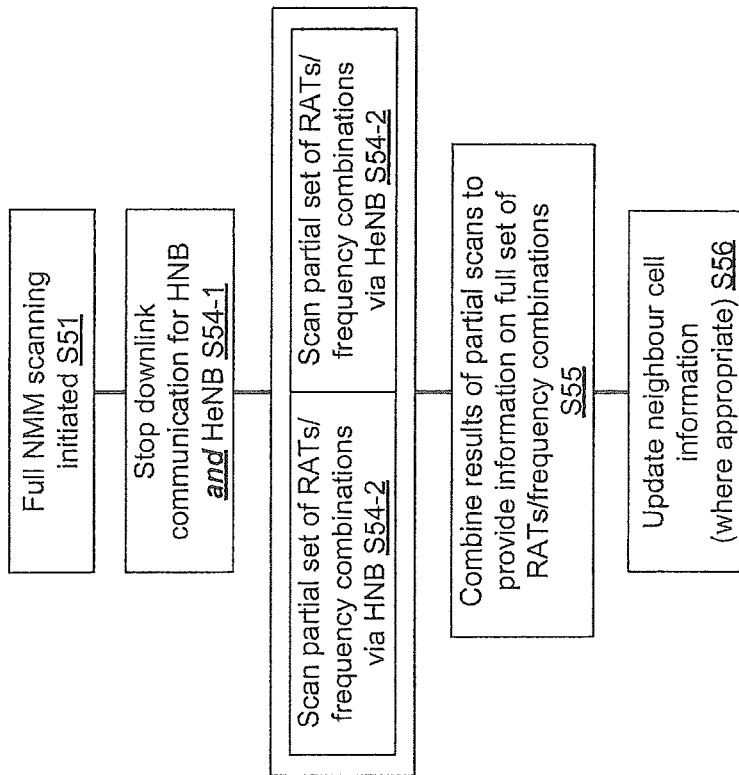 Full NMM scanning
initiated S51
Stop downlink
communication for HNB
and HeNB S54-1
Scan partial set of RATs/
frequency combinations
via HNB S54-2
Scan partial set of RATs/
frequency combinations
via HeNB S54-2
Combine results of partial scans to
provide information on full set of
RATs/frequency combinations
S55
Update neighbour cell
information
(where appropriate) S56